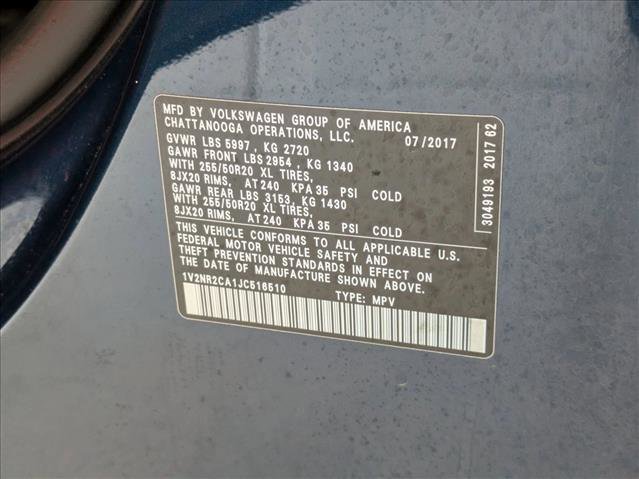 MFD BY VOLKSWAGEN GROUP OF AMERICA
CHATTANOOGA OPERATIONS, LLC. 07/2017
GVWR LBS 5997 , KG 2720
GAWR FRONT LBS 2954 , KG 1340
WITH 255/50R20 XL TIRES,
8JX20 RIMS, AT 240 KPA 35 PSI COLD
GAWR REAR LBS 3153, KG 1430
WITH 255/50R20 XL TIRES,
8JX20 RIMS, AT 240 KPA 35 PSI COLD
THIS VEHICLE CONFORMS TO ALL APPLICABLE U.S.
FEDERAL MOTOR VEHICLE SAFETY AND
THEFT PREVENTION STANDARDS IN EFFECT ON
THE DATE OF MANUFACTURE SHOWN ABOVE.
1V2NR2CA1JC516510 TYPE: MPV
3049193 2017 62